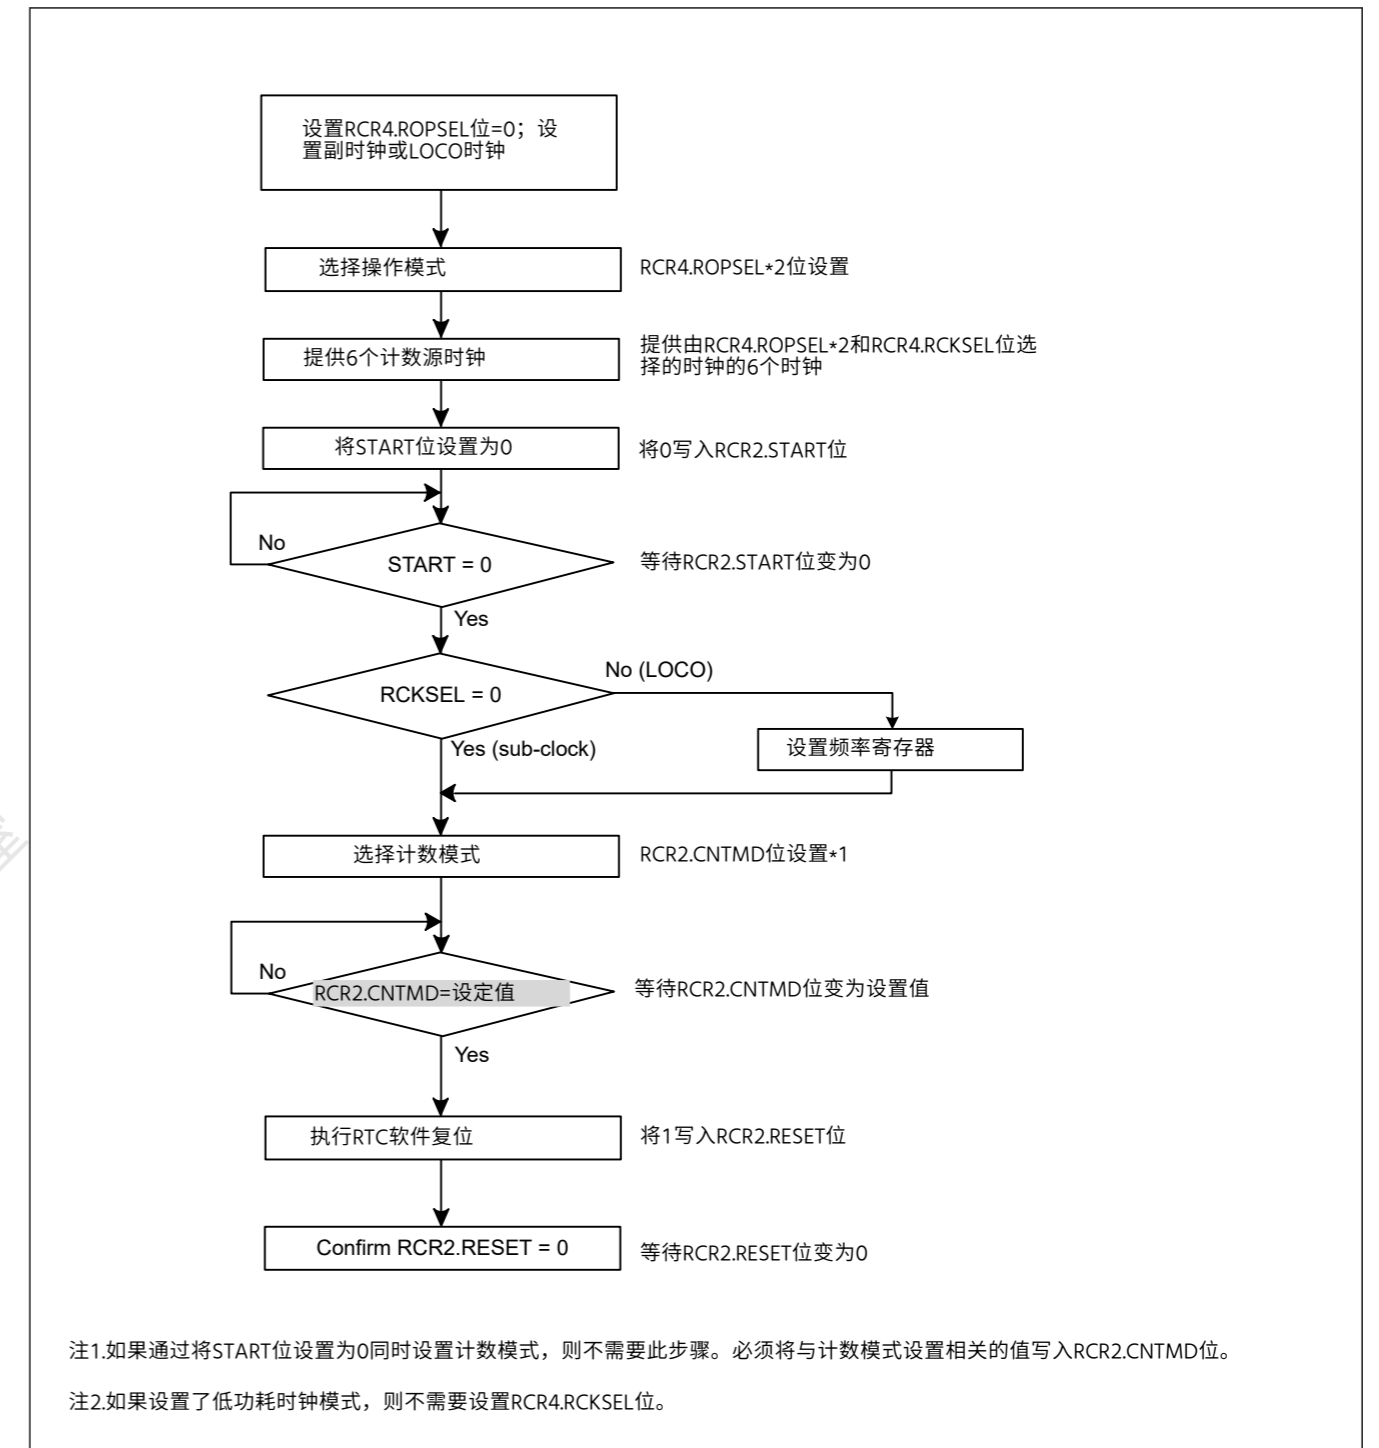 设置RCR4.ROPSEL位=0；设
置副时钟或LOCO时钟
选择操作模式
RCR4.ROPSEL*2位设置
提供6个计数源时钟
提供由RCR4.ROPSEL*2和RCR4.RCKSEL位选
择的时钟的6个时钟
将START位设置为0
将0写入RCR2.START位
No
START = 0
等待RCR2.START位变为0
Yes
No (LOCO)
RCKSEL = 0
Yes (sub-clock)
设置频率寄存器
选择计数模式
RCR2.CNTMD位设置*1
No
RCR2.CNTMD=设定值
等待RCR2.CNTMD位变为设置值
Yes
执行RTC软件复位
将1写入RCR2.RESET位
Confirm RCR2.RESET = 0
等待RCR2.RESET位变为0
注1.如果通过将START位设置为0同时设置计数模式，则不需要此步骤。必须将与计数模式设置相关的值写入RCR2.CNTMD位。
注2.如果设置了低功耗时钟模式，则不需要设置RCR4.RCKSEL位。